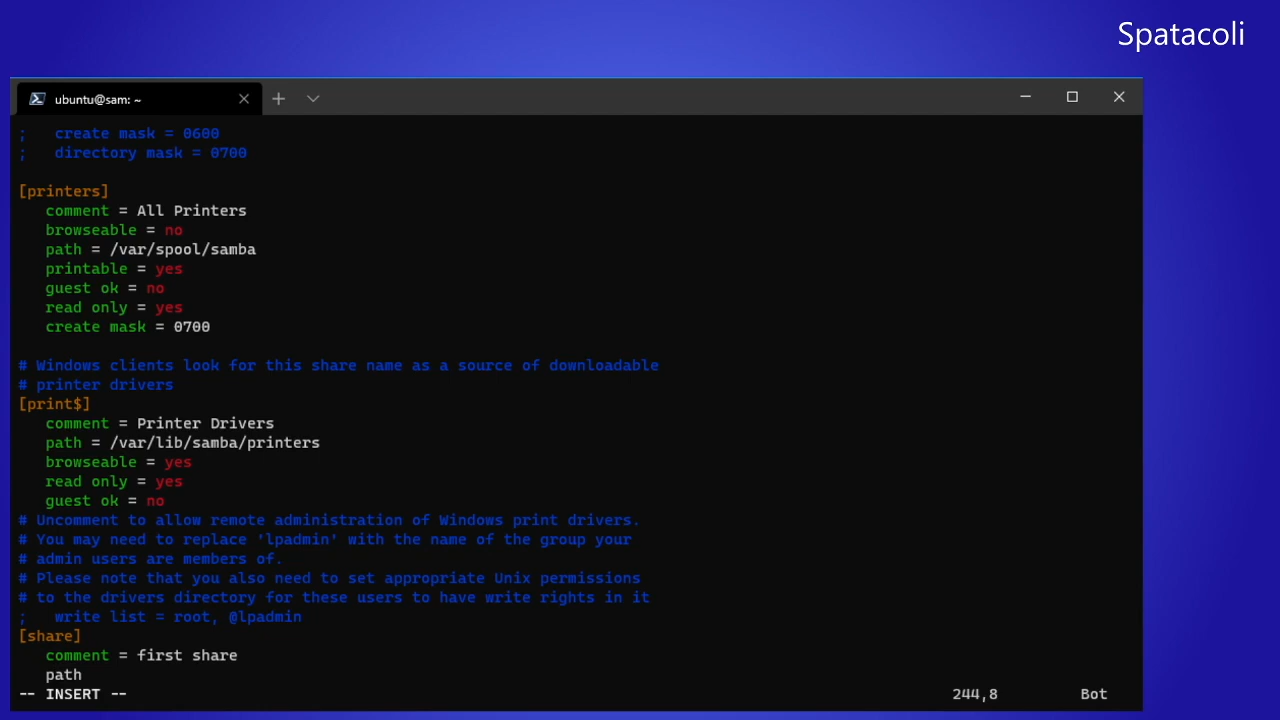 Spatacoli
ubuntu@sam: ~
;   create mask = 0600
;   directory mask = 0700
[printers]
   comment = All Printers
   browseable = no
   path = /var/spool/samba
   printable = yes
   guest ok = no
   read only = yes
   create mask = 0700
# Windows clients look for this share name as a source of downloadable
# printer drivers
[print$]
   comment = Printer Drivers
   path = /var/lib/samba/printers
   browseable = yes
   read only = yes
   guest ok = no
# Uncomment to allow remote administration of Windows print drivers.
# You may need to replace 'lpadmin' with the name of the group your
# admin users are members of.
# Please note that you also need to set appropriate Unix permissions
# to the drivers directory for these users to have write rights in it
;   write list = root, @lpadmin
[share]
   comment = first share
   path
-- INSERT -- 244,8 Bot